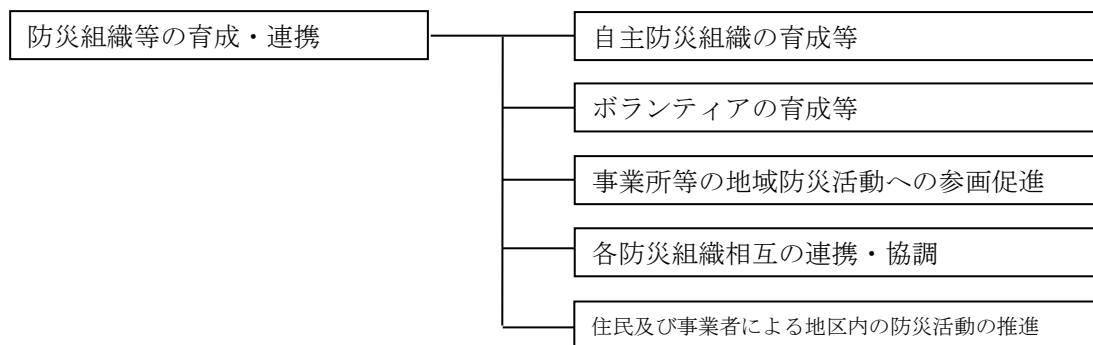 防災組織等の育成・連携
自主防災組織の育成等
ボランティアの育成等
事業所等の地域防災活動への参画促進
各防災組織相互の連携・協調
住民及び事業者による地区内の防災活動の推進